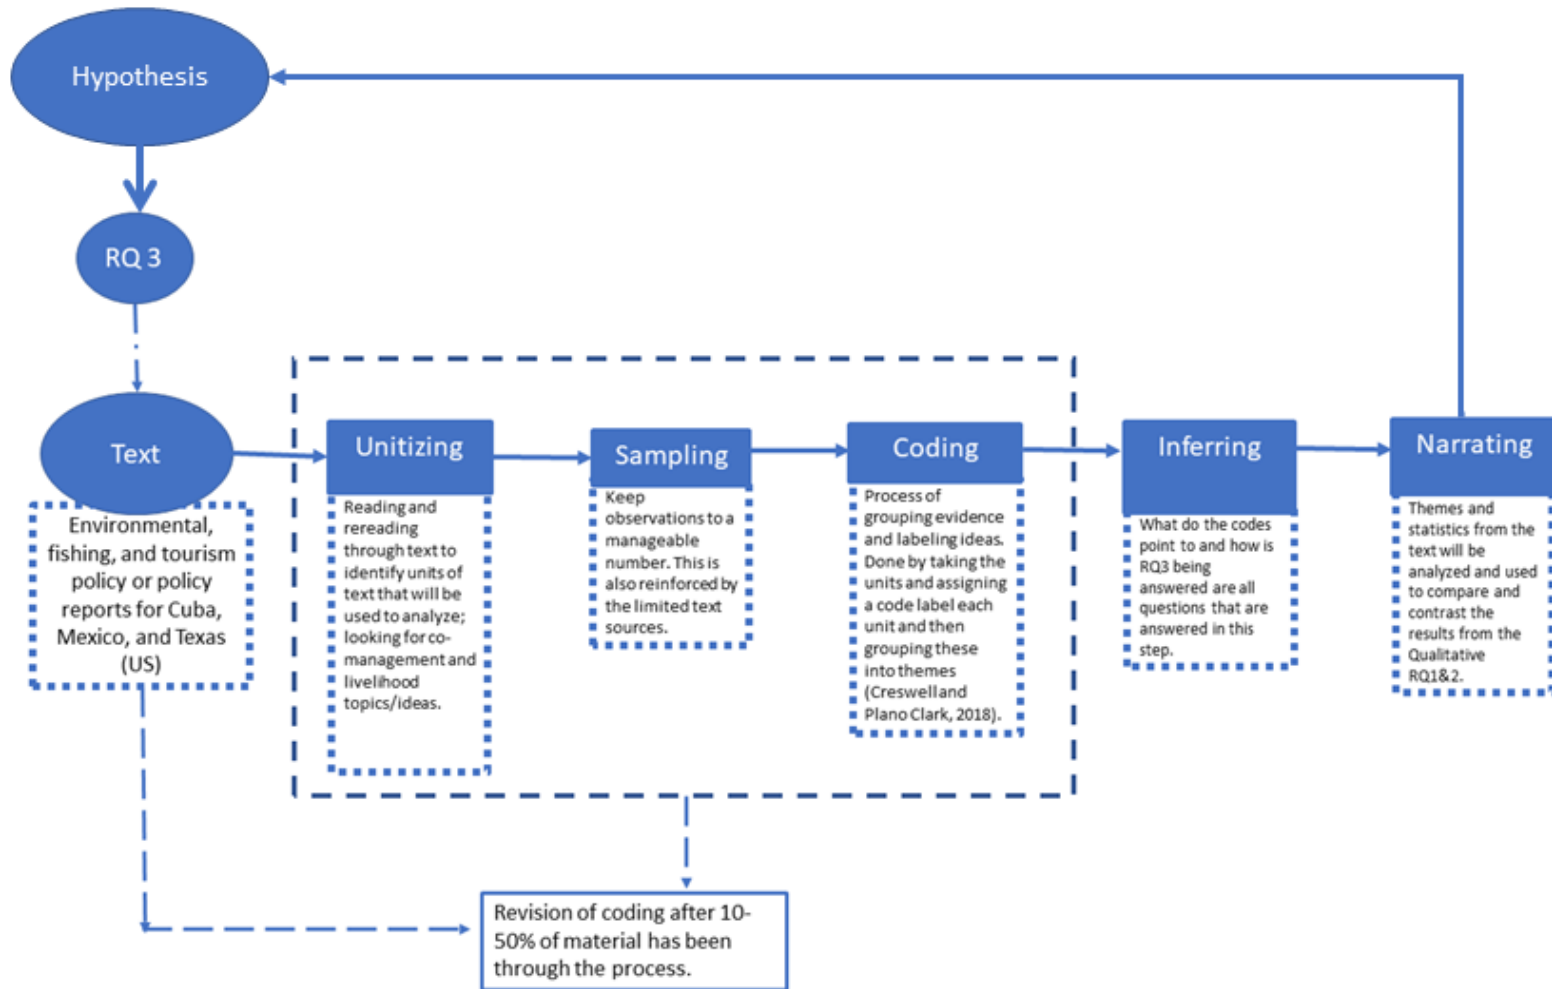 Hypothesis
RQ 3
Text
Environmental,
fishing, and tourism
policy or policy
reports for Cuba,
Mexico, and Texas
(US)
Unitizing
Reading and
rereading
through text to
identify units of
text that will be
used to analyze;
looking for co-
management and
livelihood
topics/ideas.
Sampling
Keep
observations to a
manageable
number. This is
also reinforced by
the limited text
sources.
Coding
Process of
grouping evidence
and labeling ideas.
Done by taking the
units and assigning
a code label each
unit and then
grouping these
into themes
(Creswell and
Plano Clark, 2018).
Inferring
What do the codes
point to and how is
RQ3 being
answered are all
questions that are
answered in this
step.
Narrating
Themes and
statistics from the
text will be
analyzed and used
to compare and
contrast the
results from the
Qualitative
RQ1&2.
Revision of coding after 10-
50% of material has been
through the process.